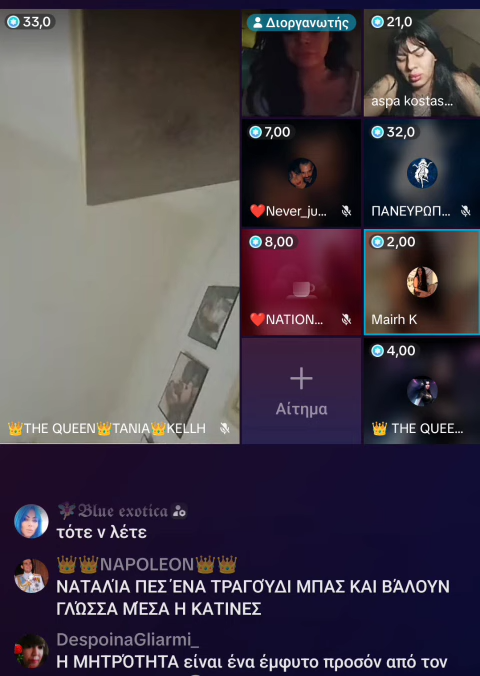 33,0
Διοργανωτής
21,0
aspa kostas...
7,00
❤️Never_ju...
32,0
ΠΑΝΕΥΡΩΠ...
8,00
❤️NATION...
2,00
Mairh K
Αίτημα
4,00
👑 THE QUEE...
👑THE QUEEN👑TANIA👑KELLH
Blue exotica
τότε ν λέτε
👑👑NAPOLEON👑👑
ΝΑΤΑΛΊΑ ΠΕΣ ΈΝΑ ΤΡΑΓΟΎΔΙ ΜΠΑΣ ΚΑΙ ΒΆΛΟΥΝ
ΓΛΏΣΣΑ ΜΈΣΑ Η ΚΑΤΙΝΕΣ
DespoinaGliarmi_
Η ΜΗΤΡΌΤΗΤΑ είναι ένα έμφυτο προσόν από τον